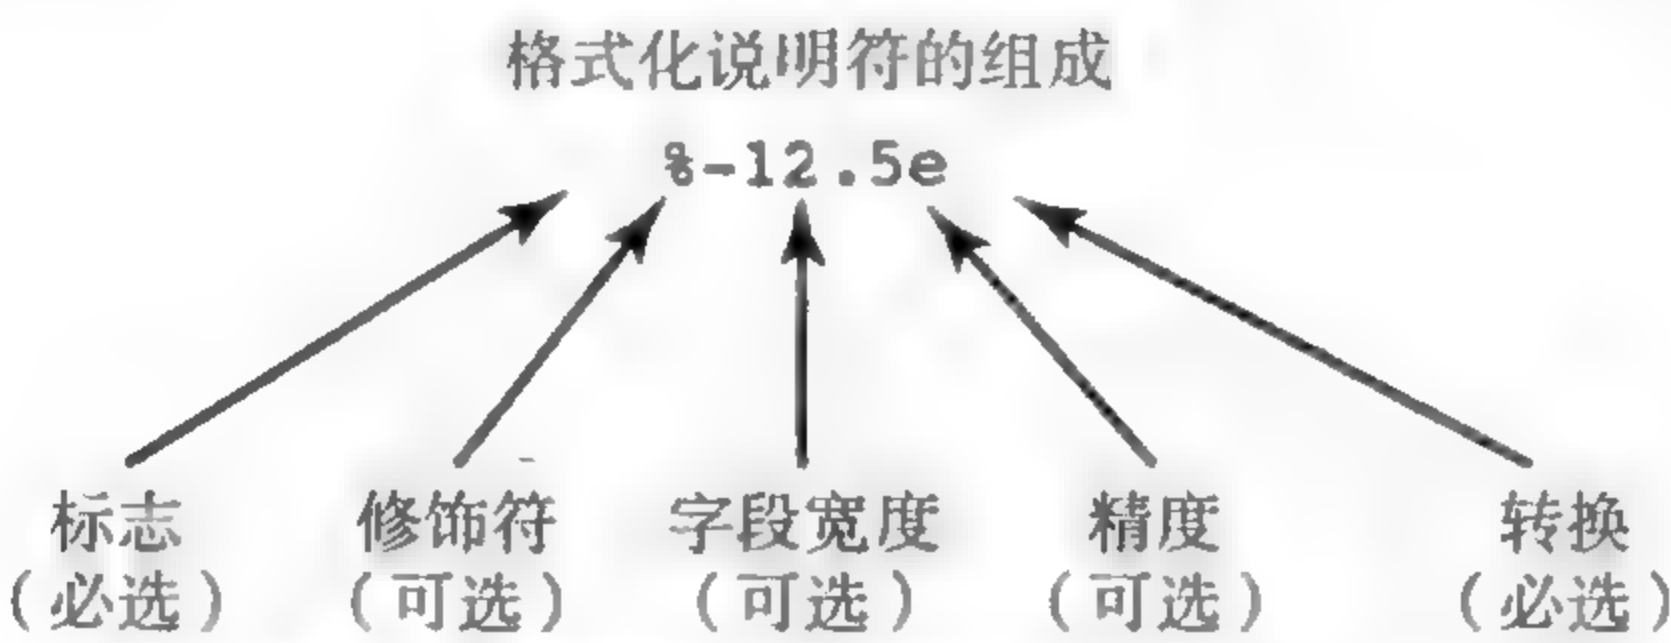 格式化说明符的组成
%-12.5e
标志 修饰符 字段宽度 精度 转换
(必选) (可选) (可选) (可选) (必选)